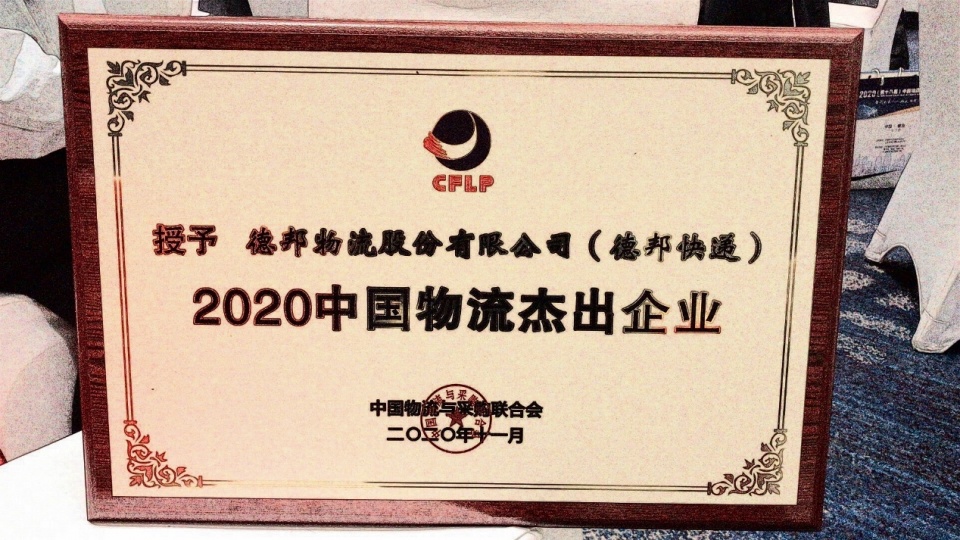 CFLP
授予 德邦物流股份有限公司（德邦快递）
2020中国物流杰出企业
中国物流与采购联合会
二〇二〇年十一月